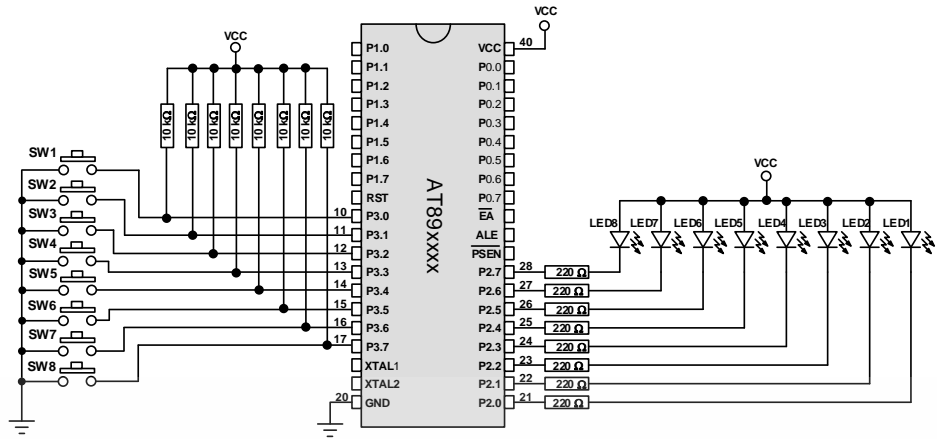 VCC
10 kΩ
10 kΩ
10 kΩ
10 kΩ
10 kΩ
10 kΩ
10 kΩ
10 kΩ
SW1
SW2
SW3
SW4
SW5
SW6
SW7
SW8
10
11
12
13
14
15
16
17
20
P1.0
P1.1
P1.2
P1.3
P1.4
P1.5
P1.6
P1.7
RST
P3.0
P3.1
P3.2
P3.3
P3.4
P3.5
P3.6
P3.7
XTAL1
XTAL2
GND
AT89xxxx
VCC
P0.0
P0.1
P0.2
P0.3
P0.4
P0.5
P0.6
P0.7
EA
ALE
PSEN
P2.7
P2.6
P2.5
P2.4
P2.3
P2.2
P2.1
P2.0
VCC
40
28
27
26
25
24
23
22
21
220 Ω
220 Ω
220 Ω
220 Ω
220 Ω
220 Ω
220 Ω
220 Ω
VCC
LED8
LED7
LED6
LED5
LED4
LED3
LED2
LED1